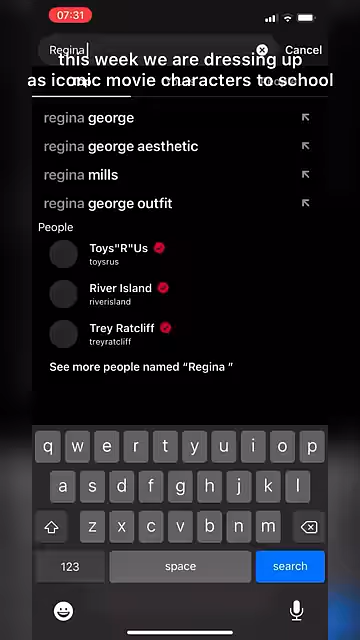 07:31
Regina
Cancel
this week we are dressing up
as iconic movie characters to school
regina george
regina george aesthetic
regina mills
regina george outfit
People
Toys"R"Us
toysrus
River Island
riverisland
Trey Ratcliff
treyratcliff
See more people named “Regina ”
q w e r t y u i o p
a s d f g h j k l
z x c v b n m
123 space search